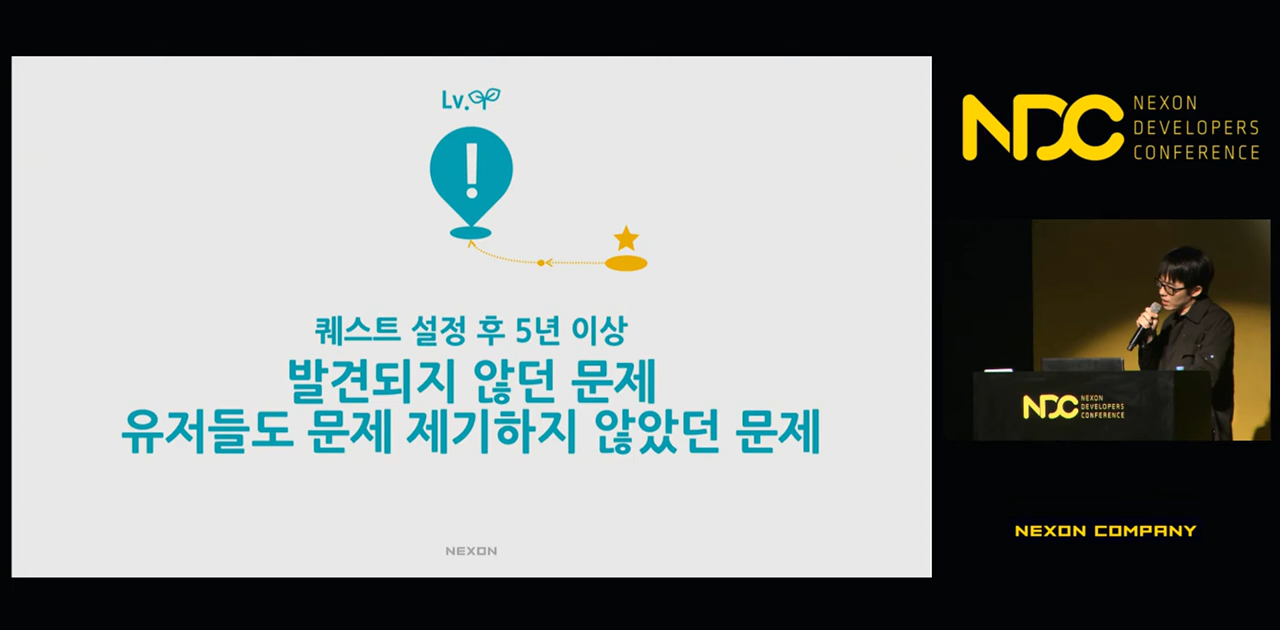 Lv.
!
퀘스트 설정 후 5년 이상
발견되지 않던 문제
유저들도 문제 제기하지 않았던 문제
NEXON
NDC
NEXON
DEVELOPERS
CONFERENCE
NDC
NEXON
DEVELOPERS
CONFERENCE
NEXON COMPANY